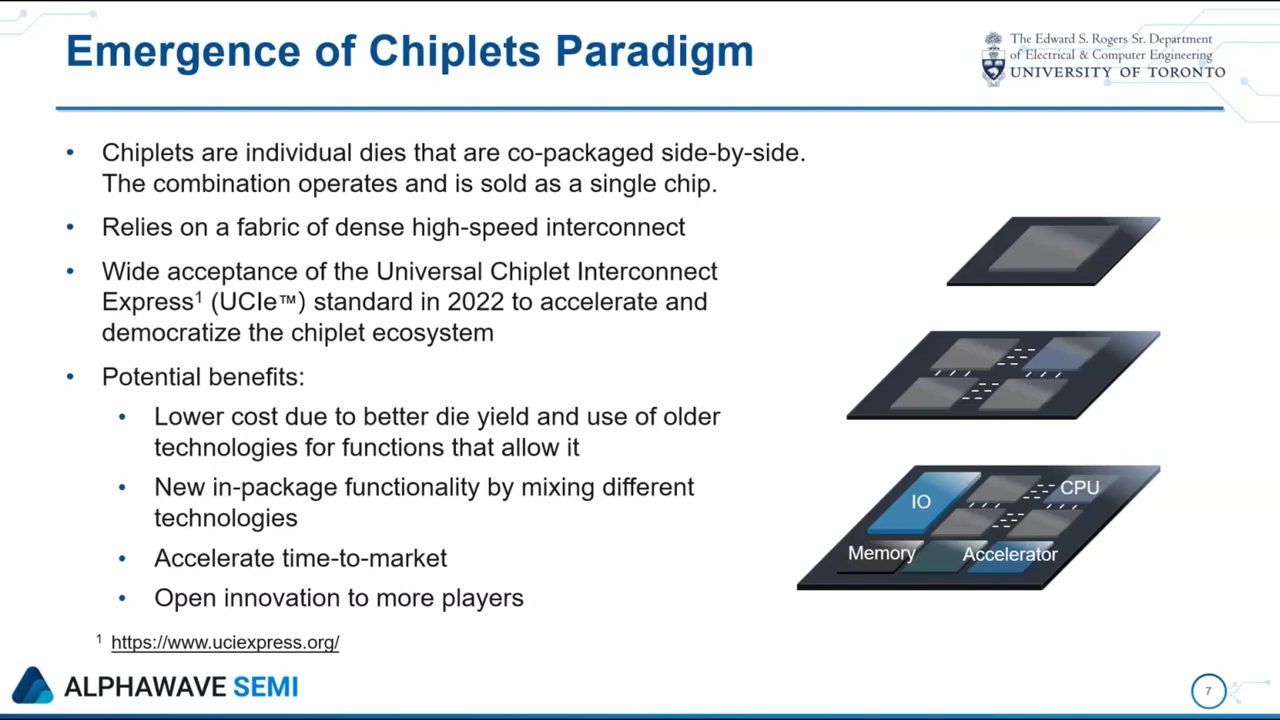 Emergence of Chiplets Paradigm
The Edward S. Rogers Sr. Department
of Electrical & Computer Engineering
UNIVERSITY OF TORONTO
• Chiplets are individual dies that are co-packaged side-by-side.
The combination operates and is sold as a single chip.
• Relies on a fabric of dense high-speed interconnect
• Wide acceptance of the Universal Chiplet Interconnect
Express¹ (UCIe™) standard in 2022 to accelerate and
democratize the chiplet ecosystem
• Potential benefits:
• Lower cost due to better die yield and use of older
technologies for functions that allow it
• New in-package functionality by mixing different
technologies
• Accelerate time-to-market
• Open innovation to more players
IO
CPU
Memory
Accelerator
¹ https://www.uciexpress.org/
ALPHAWAVE SEMI
7